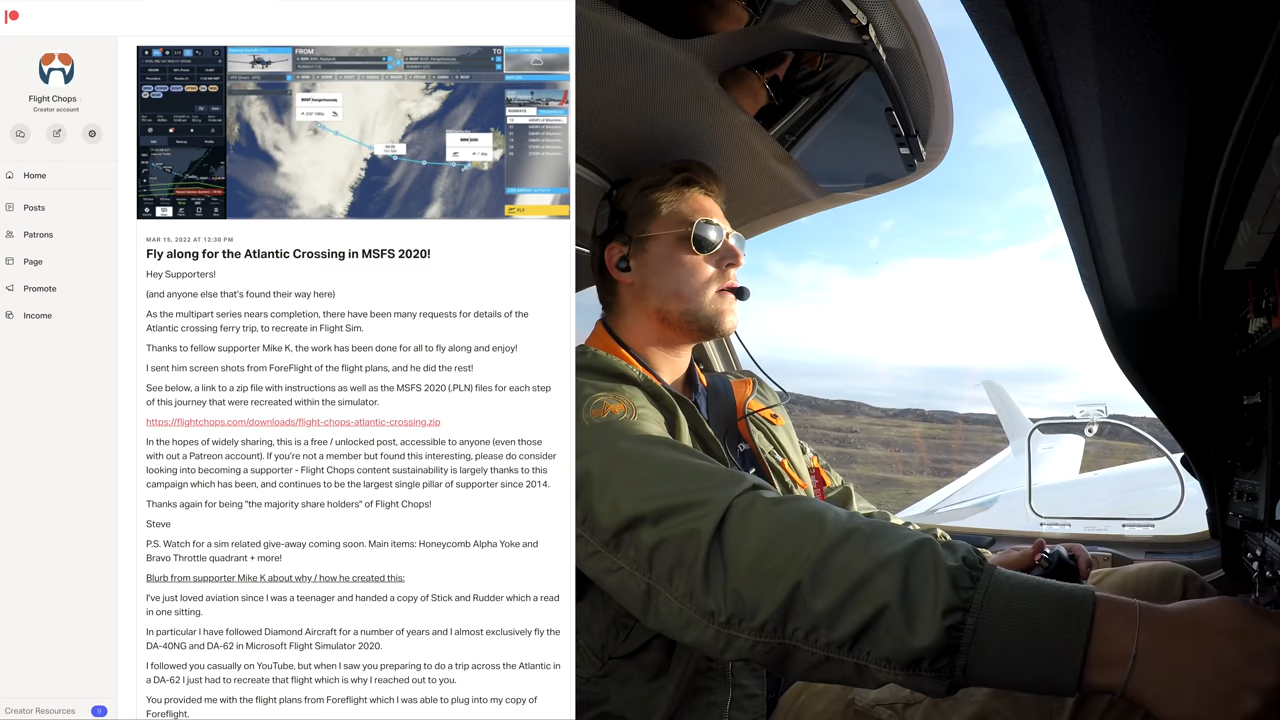 Flight Chops
Creator account
Home
Posts
Patrons
Page
Promote
Income
Creator Resources
9
FROM
TO
FLIGHT CONDITIONS
FLY
MAR 15, 2022 AT 12:30 PM
Fly along for the Atlantic Crossing in MSFS 2020!
Hey Supporters!
(and anyone else that's found their way here)
As the multipart series nears completion, there have been many requests for details of the
Atlantic crossing ferry trip, to recreate in Flight Sim.
Thanks to fellow supporter Mike K, the work has been done for all to fly along and enjoy!
I sent him screen shots from ForeFlight of the flight plans, and he did the rest!
See below, a link to a zip file with instructions as well as the MSFS 2020 (.PLN) files for each step
of this journey that were recreated within the simulator.
https://flightchops.com/downloads/flight-chops-atlantic-crossing.zip
In the hopes of widely sharing, this is a free / unlocked post, accessible to anyone (even those
with out a Patreon account). If you're not a member but found this interesting, please do consider
looking into becoming a supporter - Flight Chops content sustainability is largely thanks to this
campaign which has been, and continues to be the largest single pillar of supporter since 2014.
Thanks again for being "the majority share holders" of Flight Chops!
Steve
P.S. Watch for a sim related give-away coming soon. Main items: Honeycomb Alpha Yoke and
Bravo Throttle quadrant + more!
Blurb from supporter Mike K about why / how he created this:
I've just loved aviation since I was a teenager and handed a copy of Stick and Rudder which a read
in one sitting.
In particular I have followed Diamond Aircraft for a number of years and I almost exclusively fly the
DA-40NG and DA-62 in Microsoft Flight Simulator 2020.
I followed you casually on YouTube, but when I saw you preparing to do a trip across the Atlantic in
a DA-62 I just had to recreate that flight which is why I reached out to you.
You provided me with the flight plans from Foreflight which I was able to plug into my copy of
Foreflight.